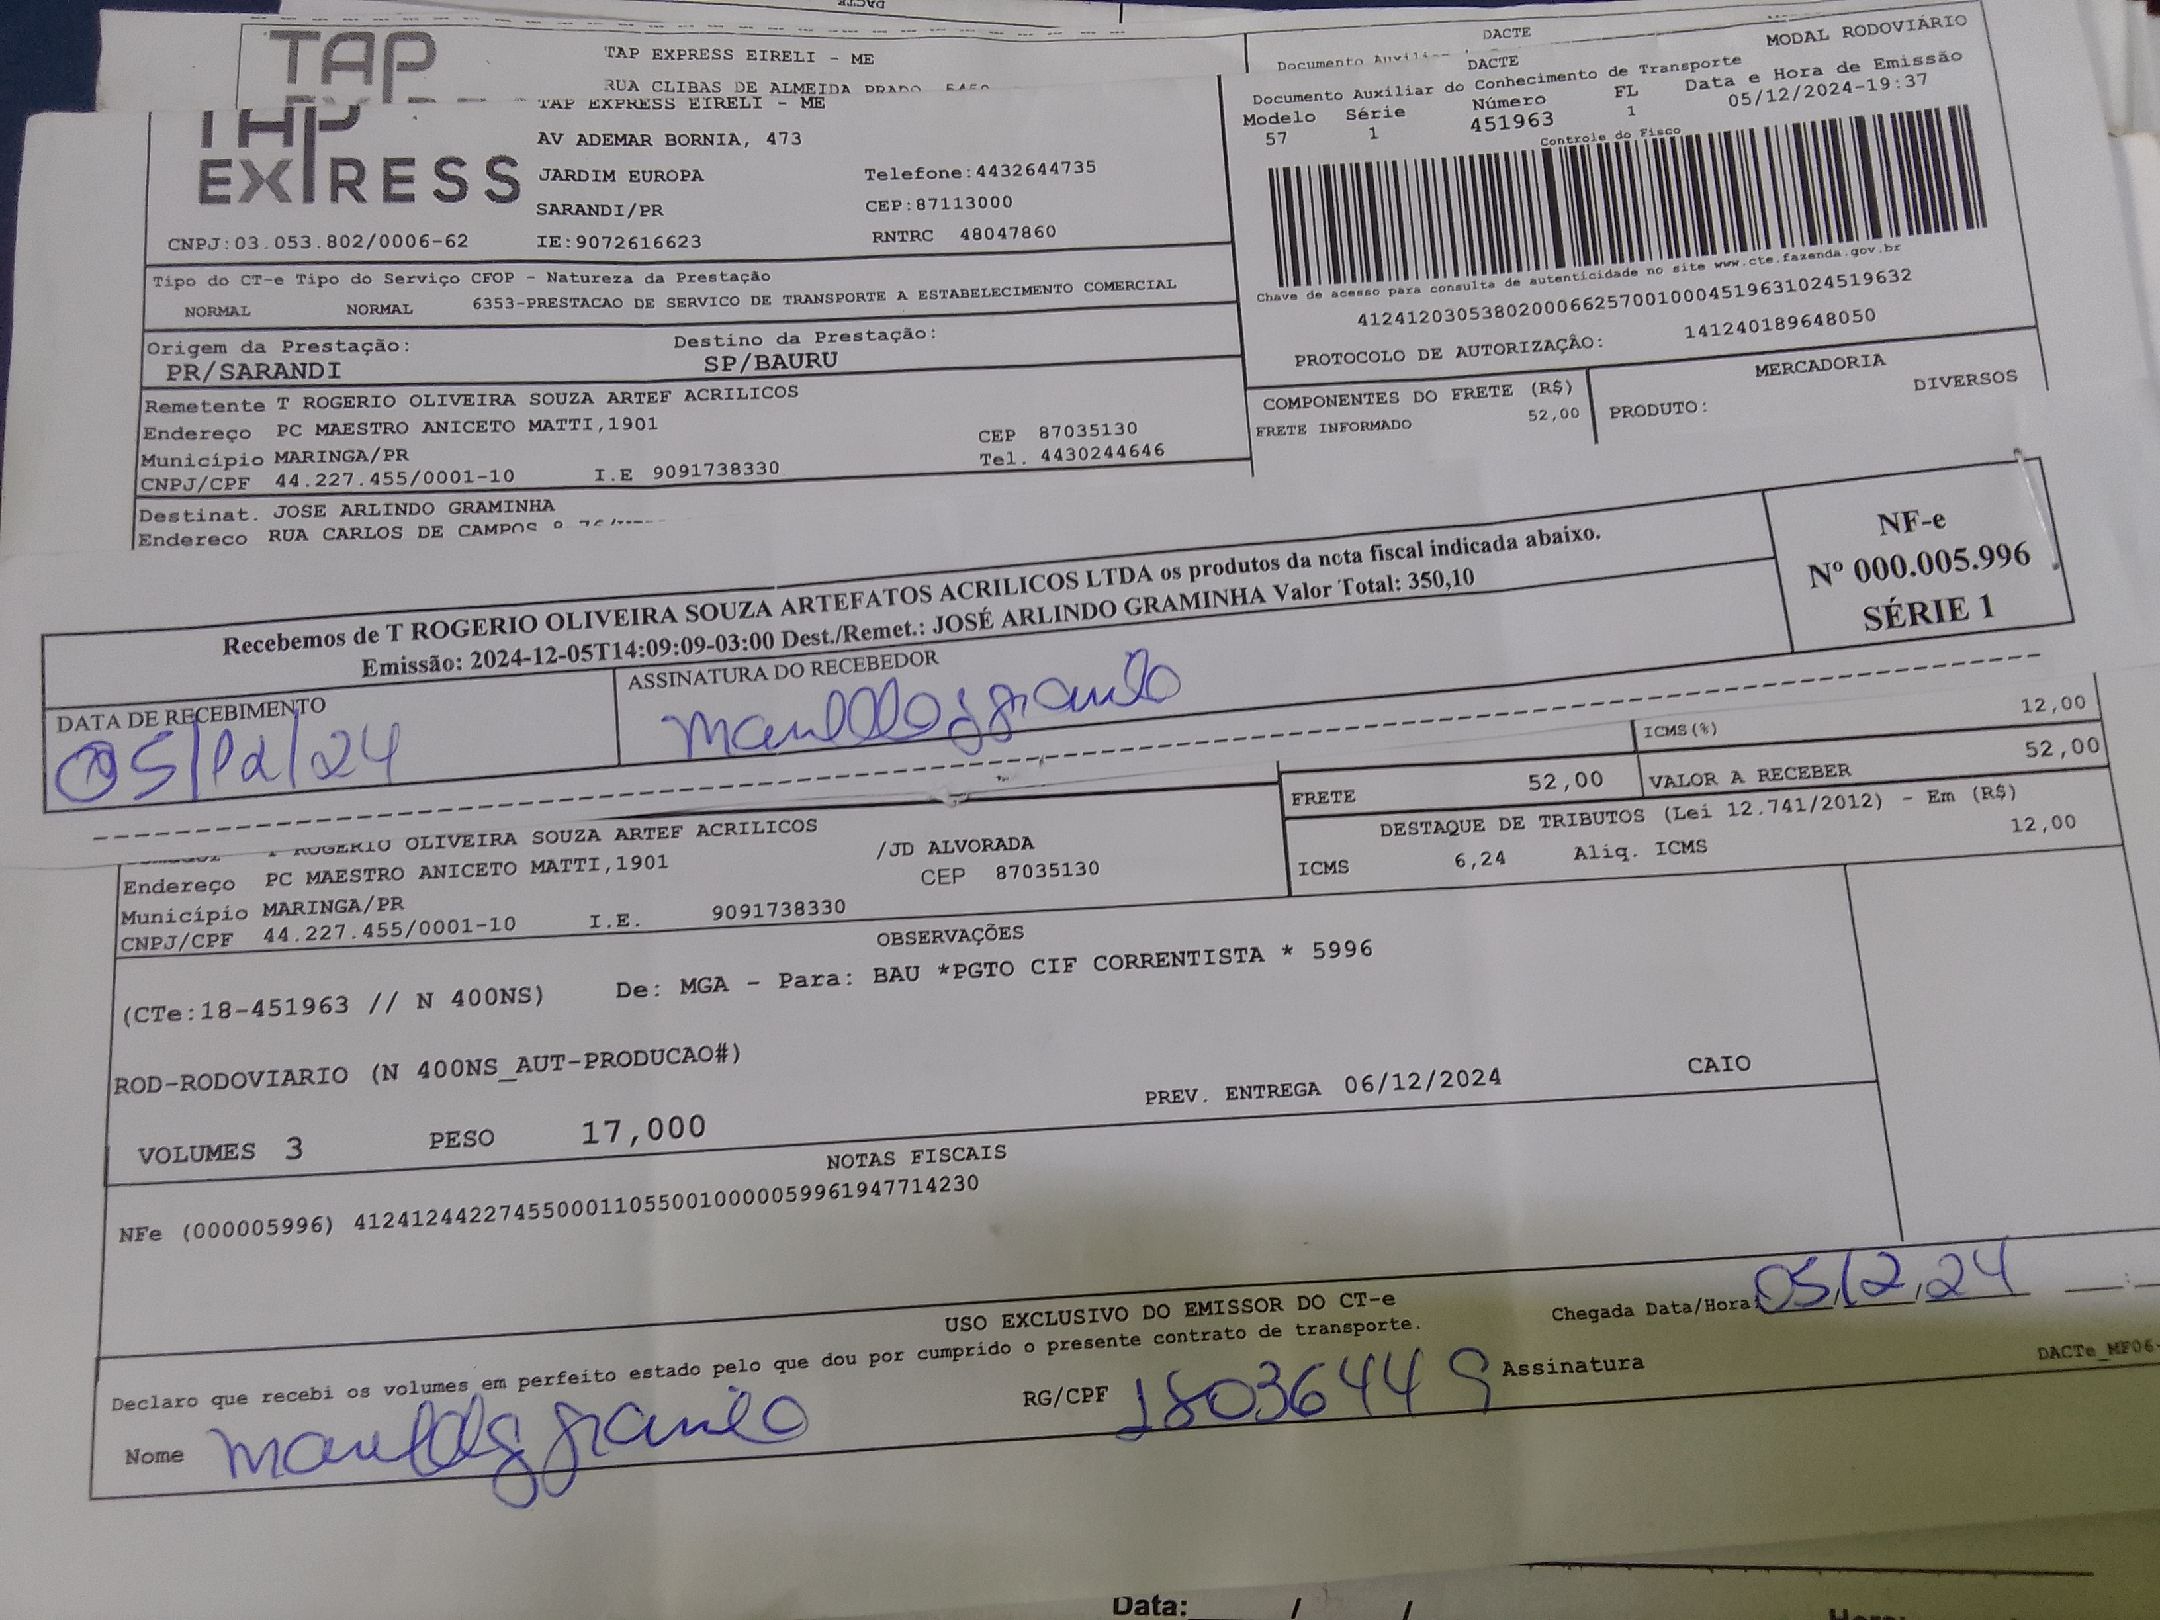 DACTE
TAP
TAP EXPRESS EIRELI - ME
RUA CLIBAS DE ALMEIDA PRADO
DACTE
MODAL RODOVIÁRIO
TAP
EXPRESS
TAP EXPRESS EIRELI - ME
AV ADEMAR BORNIA, 473
JARDIM EUROPA Telefone:4432644735
SARANDI/PR CEP:87113000
CNPJ:03.053.802/0006-62 IE:9072616623 RNTRC 48047860
DACTE
Documento Auxiliar do Conhecimento de Transporte
Modelo Série Número FL Data e Hora de Emissão
57 1 451963 1 05/12/2024-19:37
Controle do Fisco
Chave de acesso para consulta de autenticidade no site www.cte.fazenda.gov.br
41241203053802000662570010004519631024519632
PROTOCOLO DE AUTORIZAÇÃO: 141240189648050
Tipo do CT-e Tipo do Serviço CFOP - Natureza da Prestação
NORMAL NORMAL 6353-PRESTACAO DE SERVICO DE TRANSPORTE A ESTABELECIMENTO COMERCIAL
Origem da Prestação: Destino da Prestação:
PR/SARANDI SP/BAURU
Remetente T ROGERIO OLIVEIRA SOUZA ARTEF ACRILICOS
Endereço PC MAESTRO ANICETO MATTI,1901
Município MARINGA/PR CEP 87035130
CNPJ/CPF 44.227.455/0001-10 I.E 9091738330 Tel. 4430244646
COMPONENTES DO FRETE (R$) MERCADORIA
FRETE INFORMADO 52,00 PRODUTO: DIVERSOS
Destinat. JOSE ARLINDO GRAMINHA
Endereço RUA CARLOS DE CAMPOS
Recebemos de T ROGERIO OLIVEIRA SOUZA ARTEFATOS ACRILICOS LTDA os produtos da nota fiscal indicada abaixo.
Emissão: 2024-12-05T14:09:09-03:00 Dest./Remet.: JOSÉ ARLINDO GRAMINHA Valor Total: 350,10
NF-e
Nº 000.005.996
SÉRIE 1
DATA DE RECEBIMENTO ASSINATURA DO RECEBEDOR
05/12/24
ICMS(%) 12,00
FRETE 52,00 VALOR A RECEBER 52,00
DESTAQUE DE TRIBUTOS (Lei 12.741/2012) - Em (R$)
ICMS 6,24 Aliq. ICMS 12,00
T ROGERIO OLIVEIRA SOUZA ARTEF ACRILICOS
Endereço PC MAESTRO ANICETO MATTI,1901 /JD ALVORADA
Município MARINGA/PR CEP 87035130
CNPJ/CPF 44.227.455/0001-10 I.E. 9091738330
OBSERVAÇÕES
(CTe:18-451963 // N 400NS) De: MGA - Para: BAU *PGTO CIF CORRENTISTA * 5996
ROD-RODOVIARIO (N 400NS_AUT-PRODUCAO#)
VOLUMES 3 PESO 17,000 PREV. ENTREGA 06/12/2024 CAIO
NOTAS FISCAIS
NFe (000005996) 41241244227455000110550010000059961947714230
USO EXCLUSIVO DO EMISSOR DO CT-e
Declaro que recebi os volumes em perfeito estado pelo que dou por cumprido o presente contrato de transporte.
Chegada Data/Hora: 05/12/24
Nome
RG/CPF 18036444 9 Assinatura
DACTe_MF06
Data: / /